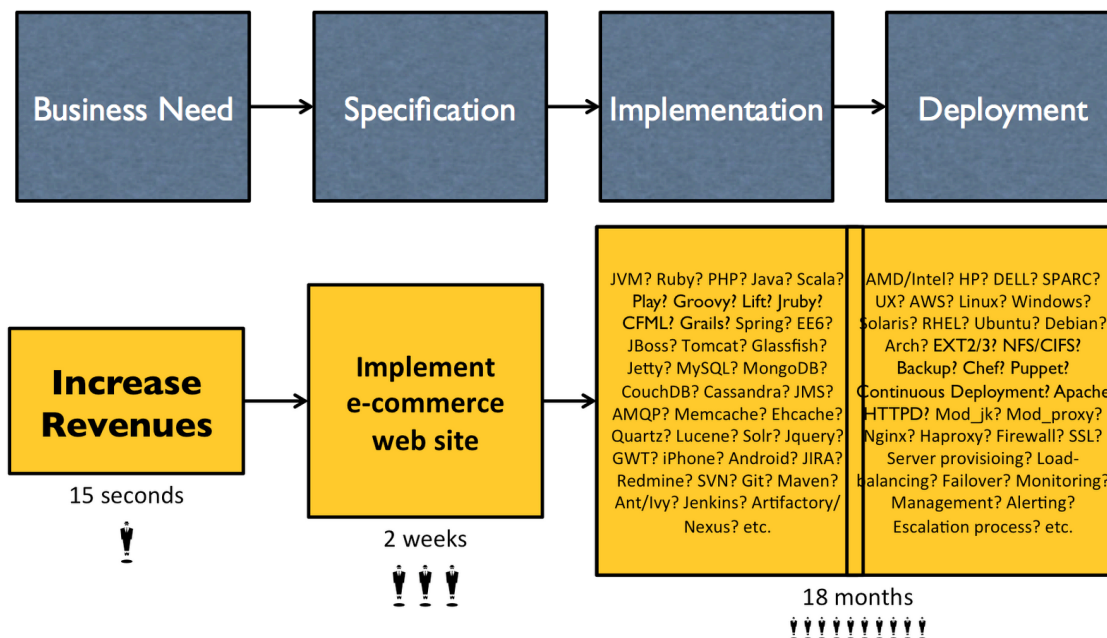 Business Need
Specification
Implementation
Deployment
Increase
Revenues
15 seconds
Implement
e-commerce
web site
2 weeks
JVM? Ruby? PHP? Java? Scala?
Play? Groovy? Lift? Jruby?
CFML? Grails? Spring? EE6?
JBoss? Tomcat? Glassfish?
Jetty? MySQL? MongoDB?
CouchDB? Cassandra? JMS?
AMQP? Memcache? Ehcache?
Quartz? Lucene? Solr? Jquery?
GWT? iPhone? Android? JIRA?
Redmine? SVN? Git? Maven?
Ant/Ivy? Jenkins? Artifactory/
Nexus? etc.
AMD/Intel? HP? DELL? SPARC?
UX? AWS? Linux? Windows?
Solaris? RHEL? Ubuntu? Debian?
Arch? EXT2/3? NFS/CIFS?
Backup? Chef? Puppet?
Continuous Deployment? Apache
HTTPD? Mod_jk? Mod_proxy?
Nginx? Haproxy? Firewall? SSL?
Server provisioing? Load-
balancing? Failover? Monitoring?
Management? Alerting?
Escalation process? etc.
18 months